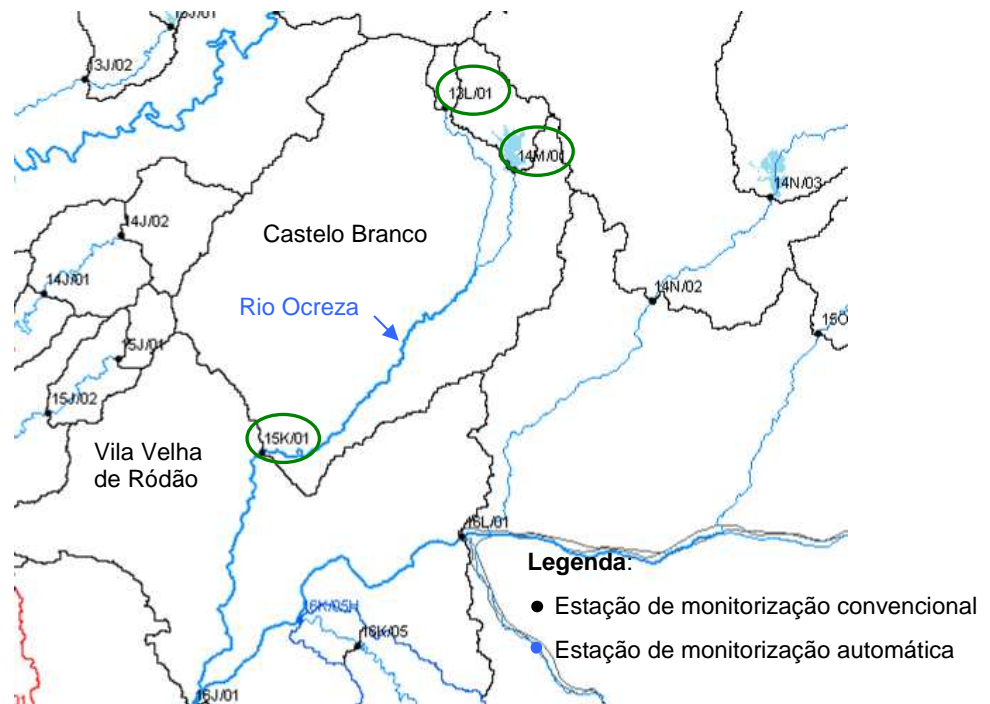 13J/02
13L/01
14M/01
14N/03
14J/02
Castelo Branco
14J/01
14N/02
Rio Ocreza
15J/01
15J/02
15K/01
Vila Velha
de Ródão
16L/01
Legenda:
Estação de monitorização convencional
16K/05H
16K/05
Estação de monitorização automática
16J/01